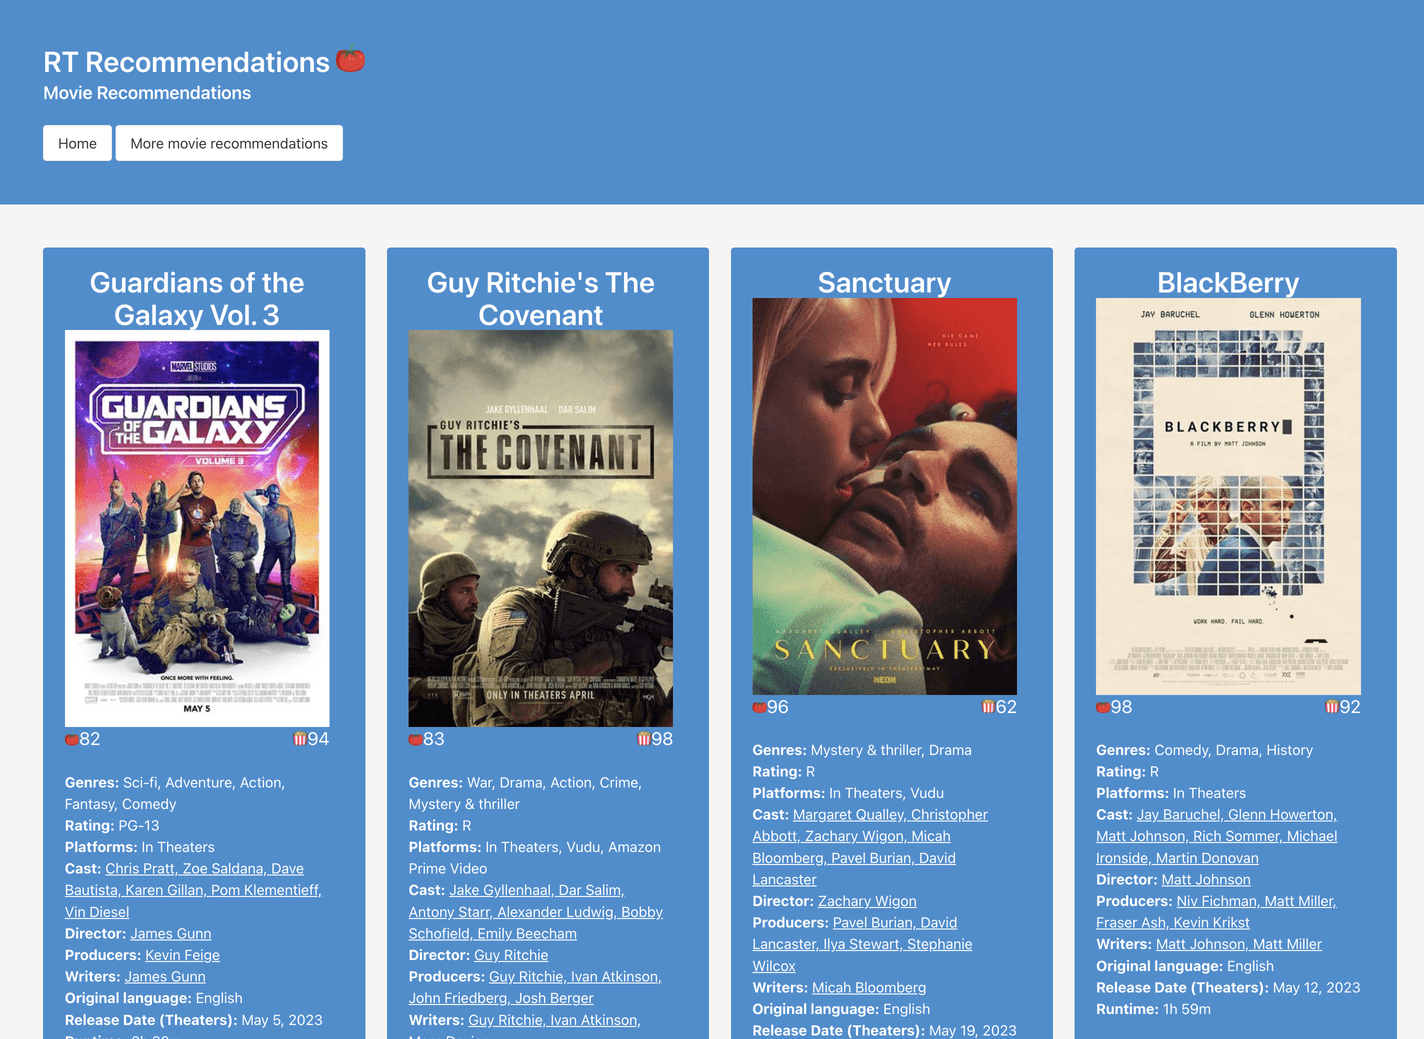 RT Recommendations
Movie Recommendations
Home
More movie recommendations
Guardians of the
Galaxy Vol. 3
MARVEL STUDIOS
GUARDIANS
OF THE
GALAXY
VOLUME 3
ONCE MORE WITH FEELING.
MAY 5
82
94
Genres: Sci-fi, Adventure, Action,
Fantasy, Comedy
Rating: PG-13
Platforms: In Theaters
Cast: Chris Pratt, Zoe Saldana, Dave
Bautista, Karen Gillan, Pom Klementieff,
Vin Diesel
Director: James Gunn
Producers: Kevin Feige
Writers: James Gunn
Original language: English
Release Date (Theaters): May 5, 2023
Guy Ritchie's The
Covenant
JAKE GYLLENHAAL DAR SALIM
GUY RITCHIE'S
THE COVENANT
ONLY IN THEATERS APRIL
MGM
83
98
Genres: War, Drama, Action, Crime,
Mystery & thriller
Rating: R
Platforms: In Theaters, Vudu, Amazon
Prime Video
Cast: Jake Gyllenhaal, Dar Salim,
Antony Starr, Alexander Ludwig, Bobby
Schofield, Emily Beecham
Director: Guy Ritchie
Producers: Guy Ritchie, Ivan Atkinson,
John Friedberg, Josh Berger
Writers: Guy Ritchie, Ivan Atkinson,
Sanctuary
HIS GAME.
HER RULES
MARGARET QUALLEY CHRISTOPHER ABBOTT
SANCTUARY
EXCLUSIVELY IN THEATERS MAY
NEON
96
62
Genres: Mystery & thriller, Drama
Rating: R
Platforms: In Theaters, Vudu
Cast: Margaret Qualley, Christopher
Abbott, Zachary Wigon, Micah
Bloomberg, Pavel Burian, David
Lancaster
Director: Zachary Wigon
Producers: Pavel Burian, David
Lancaster, Ilya Stewart, Stephanie
Wilcox
Writers: Micah Bloomberg
Original language: English
Release Date (Theaters): May 19, 2023
BlackBerry
JAY BARUCHEL GLENN HOWERTON
BLACKBERRY
A FILM BY MATT JOHNSON
WORK HARD. FAIL HARD.
98
92
Genres: Comedy, Drama, History
Rating: R
Platforms: In Theaters
Cast: Jay Baruchel, Glenn Howerton,
Matt Johnson, Rich Sommer, Michael
Ironside, Martin Donovan
Director: Matt Johnson
Producers: Niv Fichman, Matt Miller,
Fraser Ash, Kevin Krikst
Writers: Matt Johnson, Matt Miller
Original language: English
Release Date (Theaters): May 12, 2023
Runtime: 1h 59m